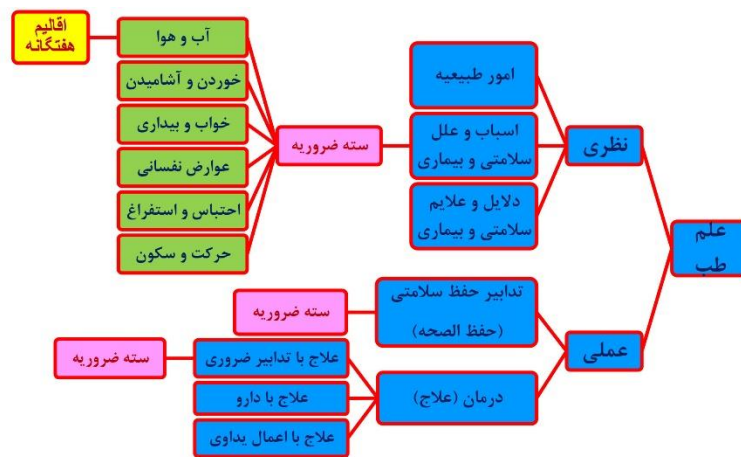 علم
طب
نظری
امور طبیعیه
اسباب و علل
سلامتی و بیماری
سته ضروریه
آب و هوا
اقالیم
هفتگانه
خوردن و آشامیدن
خواب و بیداری
عوارض نفسانی
احتباس و استفراغ
حرکت و سکون
دلایل و علایم
سلامتی و بیماری
عملی
تدابیر حفظ سلامتی
(حفظ الصحه)
سته ضروریه
درمان (علاج)
علاج با تدابیر ضروری
سته ضروریه
علاج با دارو
علاج با اعمال یداوی